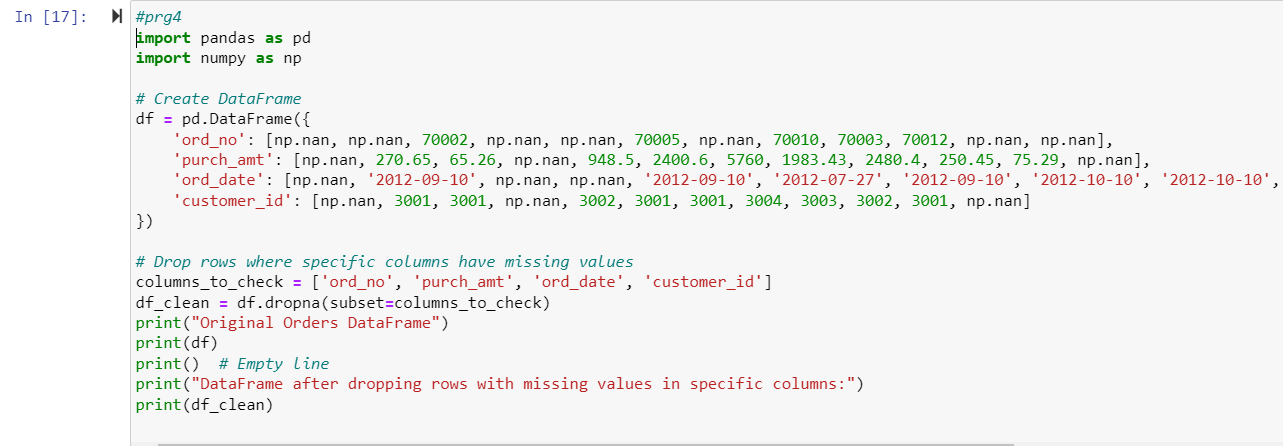 In [17]:
#prg4
import pandas as pd
import numpy as np
# Create DataFrame
df = pd.DataFrame({
'ord_no': [np.nan, np.nan, 70002, np.nan, np.nan, 70005, np.nan, 70010, 70003, 70012, np.nan, np.nan],
'purch_amt': [np.nan, 270.65, 65.26, np.nan, 948.5, 2400.6, 5760, 1983.43, 2480.4, 250.45, 75.29, np.nan],
'ord_date': [np.nan, '2012-09-10', np.nan, np.nan, '2012-09-10', '2012-07-27', '2012-09-10', '2012-10-10', '2012-10-10',
'customer_id': [np.nan, 3001, 3001, np.nan, 3002, 3001, 3001, 3004, 3003, 3002, 3001, np.nan]
})
# Drop rows where specific columns have missing values
columns_to_check = ['ord_no', 'purch_amt', 'ord_date', 'customer_id']
df_clean = df.dropna(subset=columns_to_check)
print("Original Orders DataFrame")
print(df)
print()  # Empty line
print("DataFrame after dropping rows with missing values in specific columns:")
print(df_clean)